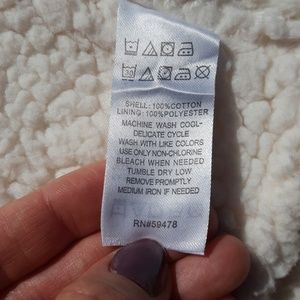 SHELL: 100%COTTON
LINING: 100%POLYESTER
MACHINE WASH COOL-
DELICATE CYCLE
WASH WITH LIKE COLORS
USE ONLY NON-CHLORINE
BLEACH WHEN NEEDED
TUMBLE DRY LOW
REMOVE PROMPTLY
MEDIUM IRON IF NEEDED
RN#59478